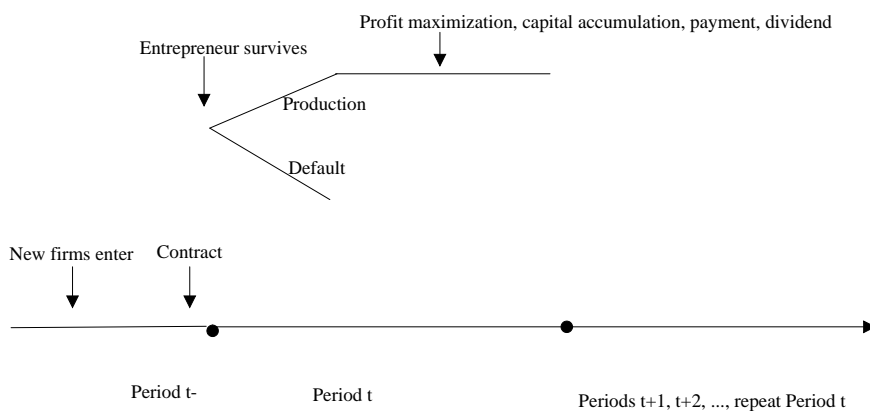 Profit maximization, capital accumulation, payment, dividend
Entrepreneur survives
Production
Default
New firms enter
Contract
Period t-
Period t
Periods t+1, t+2, ..., repeat Period t